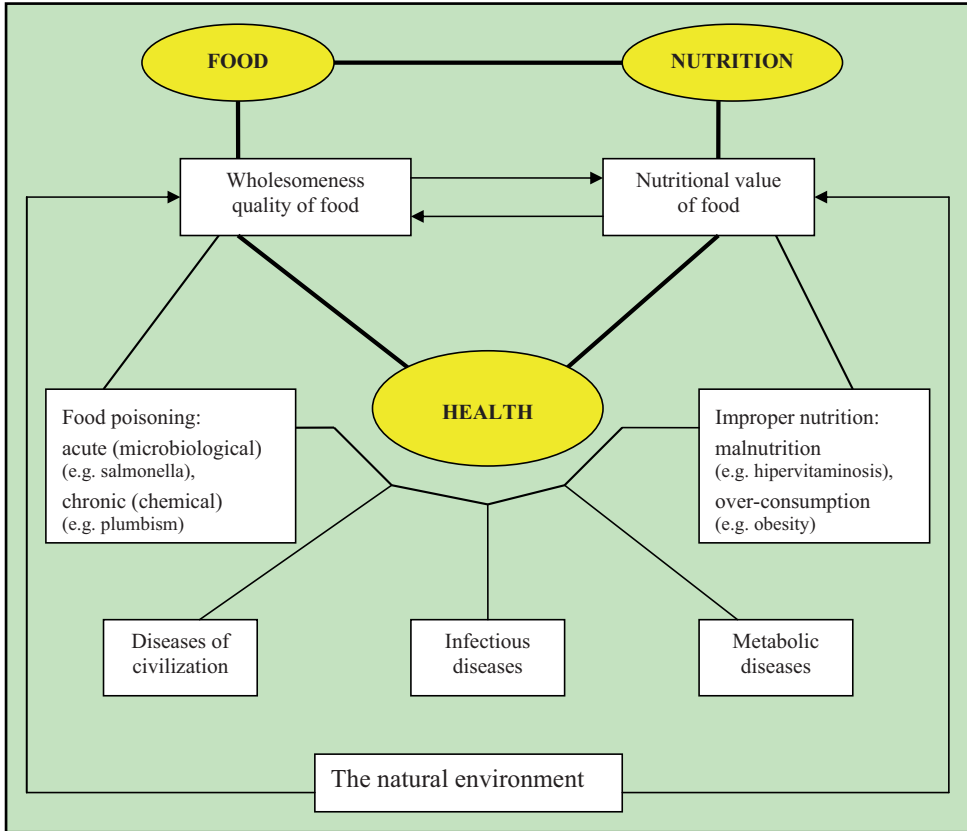 FOOD
NUTRITION
Wholesomeness
quality of food
Nutritional value
of food
HEALTH
Food poisoning:
acute (microbiological)
(e.g. salmonella),
chronic (chemical)
(e.g. plumbism)
Improper nutrition:
malnutrition
(e.g. hipervitaminosis),
over-consumption
(e.g. obesity)
Diseases of
civilization
Infectious
diseases
Metabolic
diseases
The natural environment